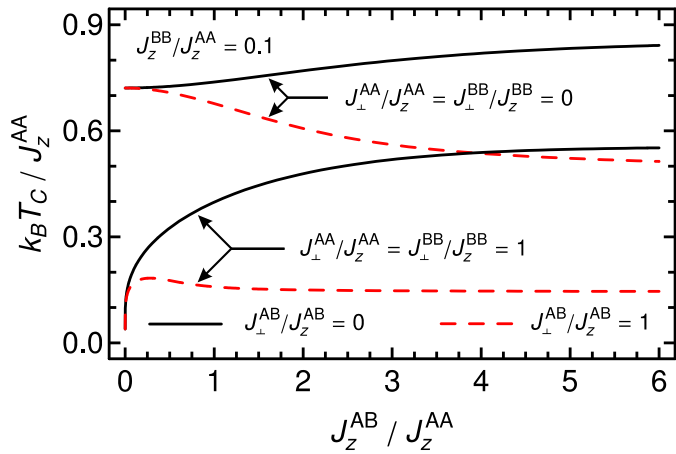 0.9
J_z^BB/J_z^AA = 0.1
J_⊥^AA/J_z^AA = J_⊥^BB/J_z^BB = 0
0.6
k_B T_C / J_z^AA
0.3
J_⊥^AA/J_z^AA = J_⊥^BB/J_z^BB = 1
J_⊥^AB/J_z^AB = 0 J_⊥^AB/J_z^AB = 1
0.0
0 1 2 3 4 5 6
J_z^AB / J_z^AA